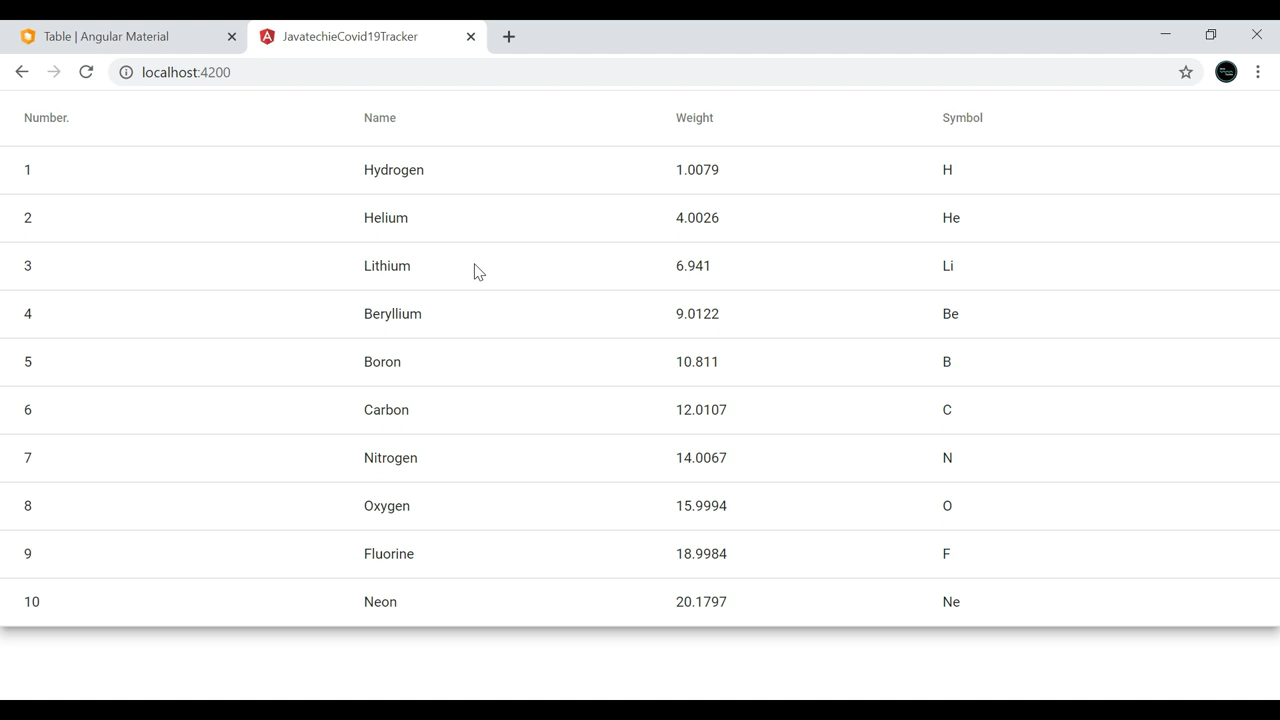 Table | Angular Material
JavatechieCovid19Tracker
localhost:4200
Number. Name Weight Symbol
1 Hydrogen 1.0079 H
2 Helium 4.0026 He
3 Lithium 6.941 Li
4 Beryllium 9.0122 Be
5 Boron 10.811 B
6 Carbon 12.0107 C
7 Nitrogen 14.0067 N
8 Oxygen 15.9994 O
9 Fluorine 18.9984 F
10 Neon 20.1797 Ne